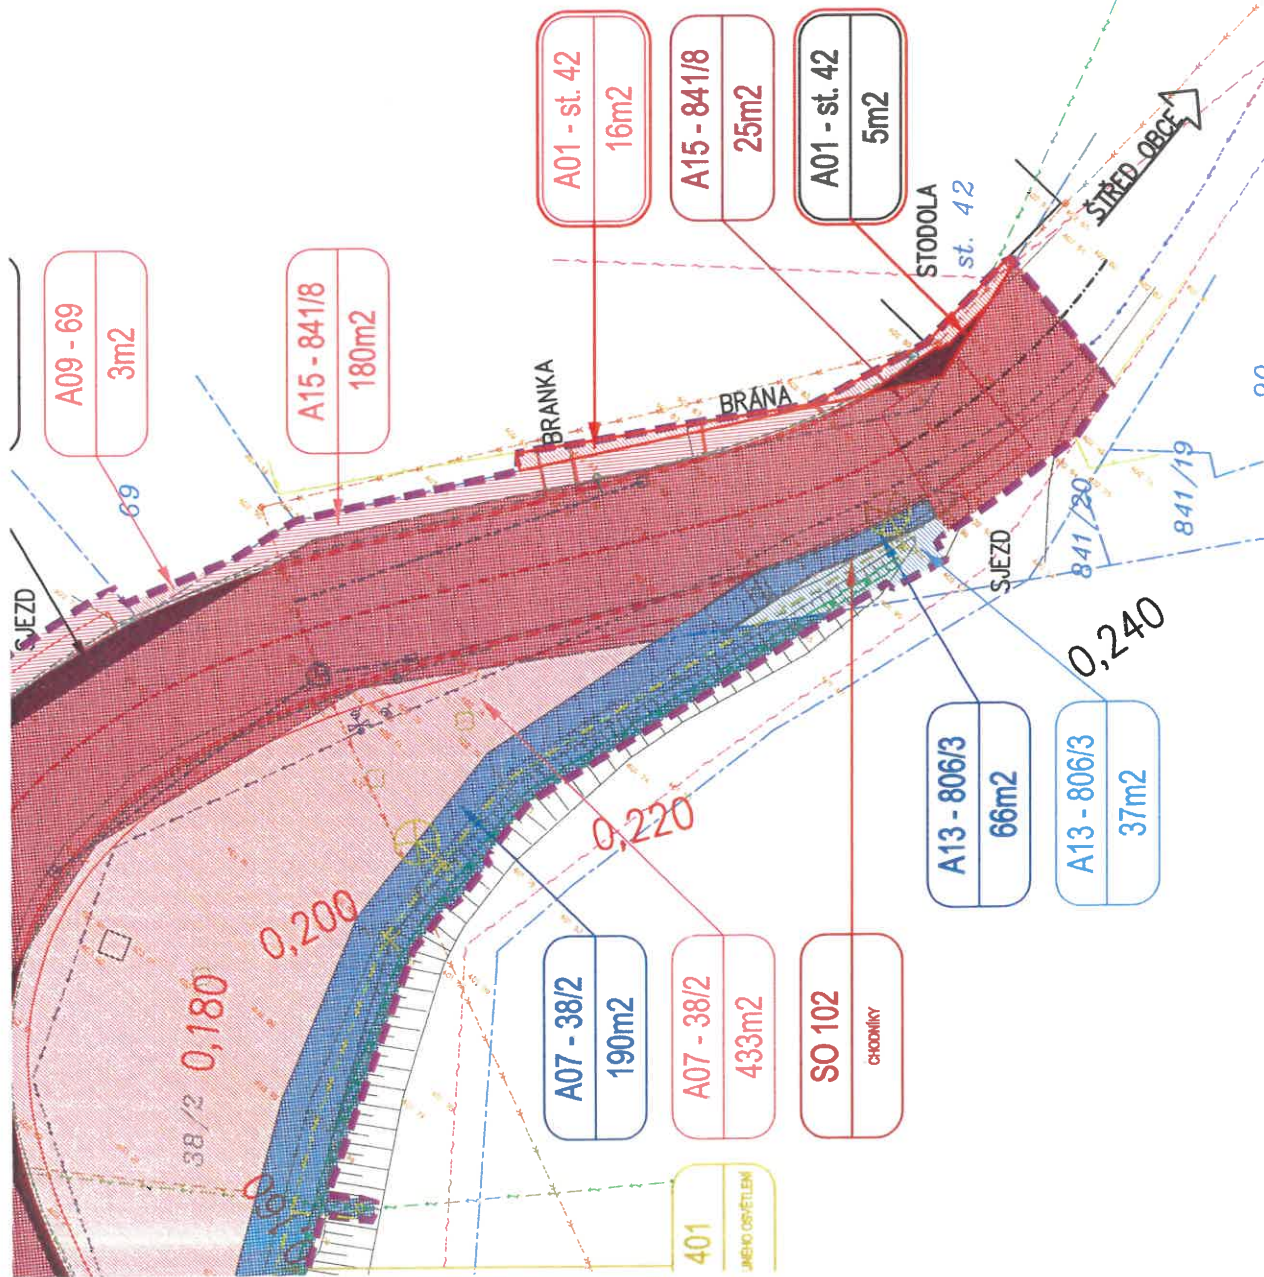 A01 - st. 42
16m2
A15 - 841/8
25m2
A01 - st. 42
5m2
A09 - 69
3m2
A15 - 841/8
180m2
STODOLA
st. 42
ŠTŘED OBCE
BRANKA
BRÁNA
69
SJEZD
SJEZD
841/20
841/19
0,240
0,220
0,200
0,180
38/2
A13 - 806/3
66m2
A13 - 806/3
37m2
A07 - 38/2
190m2
A07 - 38/2
433m2
SO 102
CHODNÍKY
401